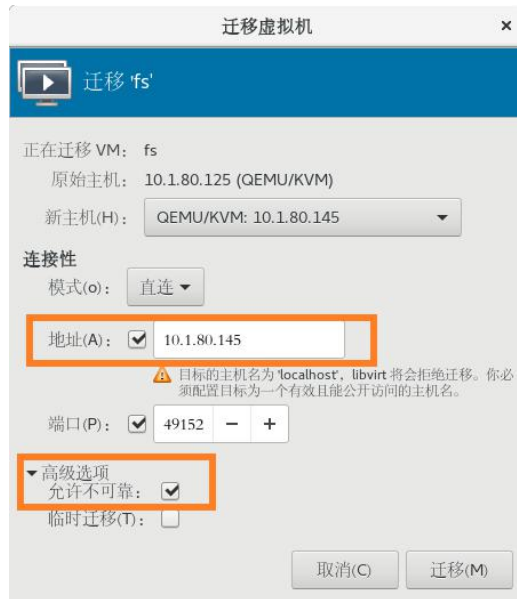 迁移虚拟机 ×
迁移 'fs'
正在迁移 VM: fs
原始主机: 10.1.80.125 (QEMU/KVM)
新主机(H): QEMU/KVM: 10.1.80.145
连接性
模式(o): 直连
地址(A): 10.1.80.145
目标的主机名为 'localhost', libvirt 将会拒绝迁移。你必
须配置目标为一个有效且能公开访问的主机名。
端口(P): 49152 − +
高级选项
允许不可靠:
临时迁移(T):
取消(C) 迁移(M)